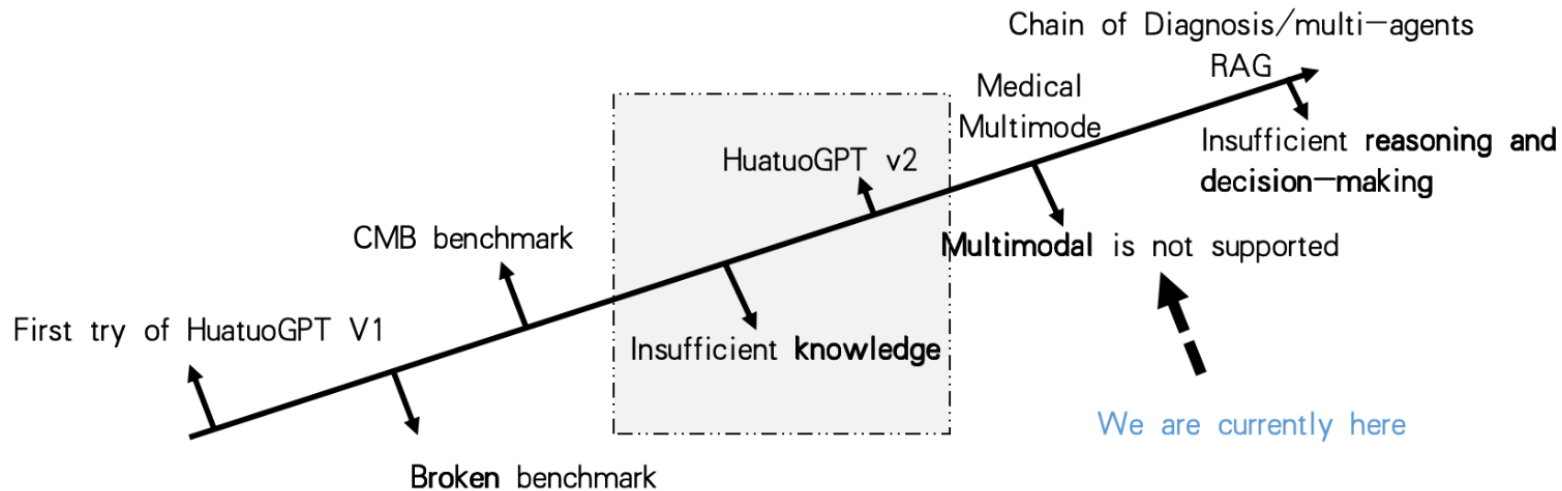 Chain of Diagnosis/multi-agents
RAG
Medical
Multimode
Insufficient reasoning and
decision-making
HuatuoGPT v2
CMB benchmark
Multimodal is not supported
First try of HuatuoGPT V1
Insufficient knowledge
We are currently here
Broken benchmark